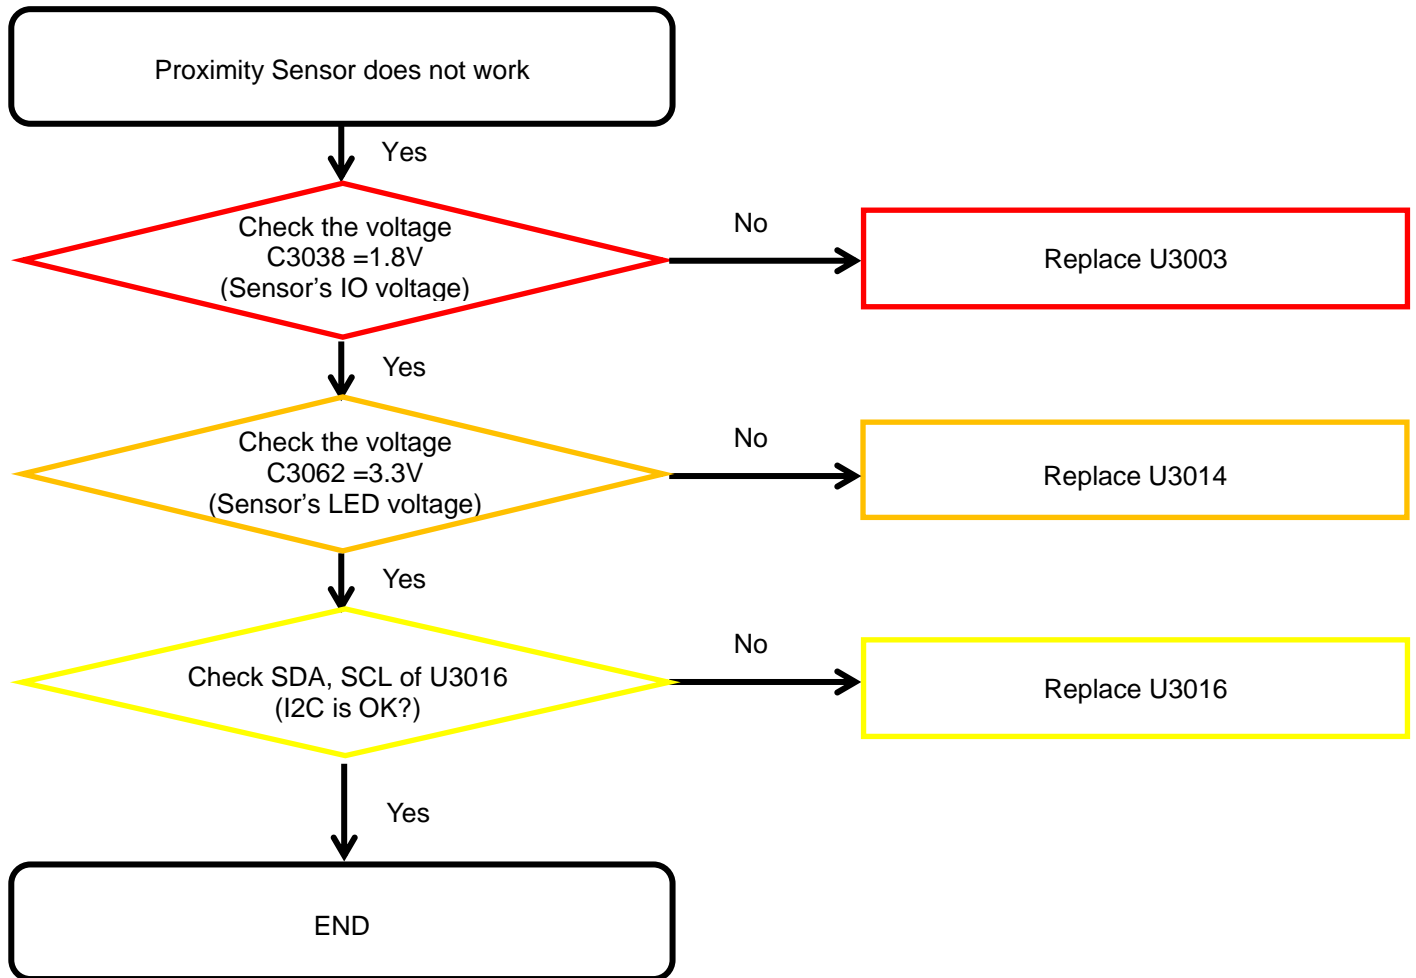 Proximity Sensor does not work
Yes
Check the voltage
C3038 =1.8V
(Sensor's IO voltage)
No
Replace U3003
Yes
Check the voltage
C3062 =3.3V
(Sensor's LED voltage)
No
Replace U3014
Yes
Check SDA, SCL of U3016
(I2C is OK?)
No
Replace U3016
Yes
END